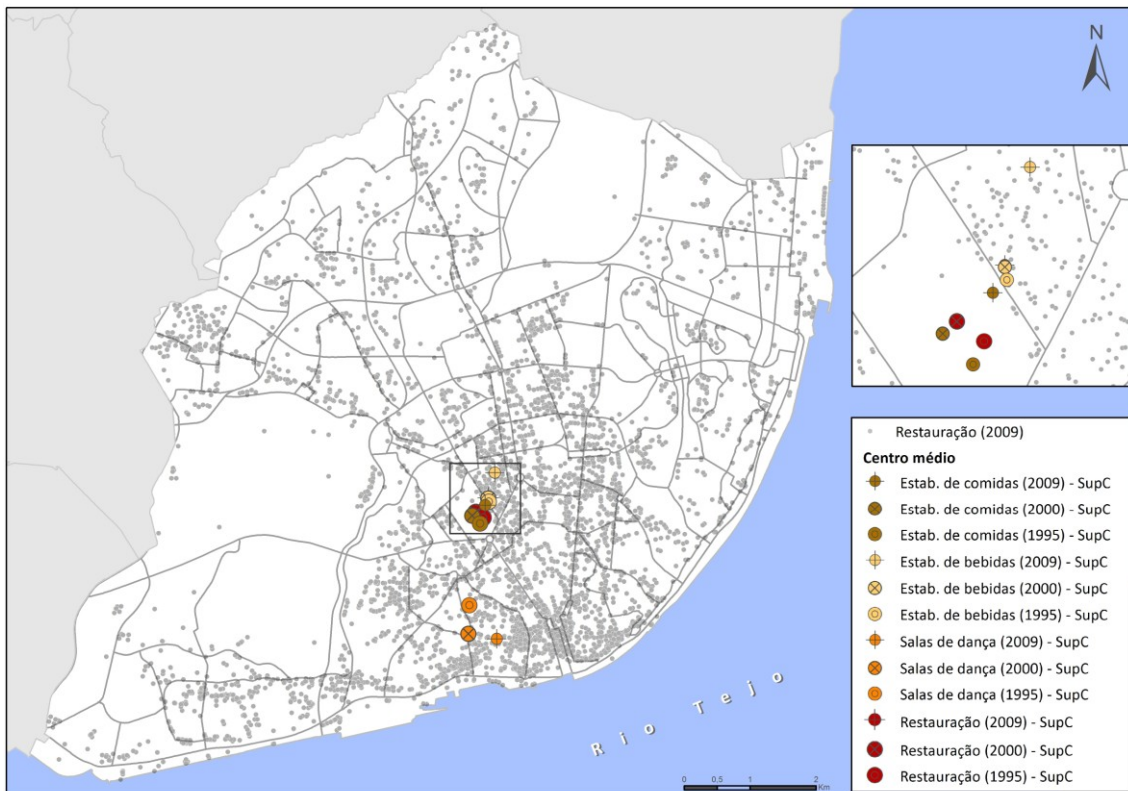 N
Restauração (2009)
Centro médio
Estab. de comidas (2009) - SupC
Estab. de comidas (2000) - SupC
Estab. de comidas (1995) - SupC
Estab. de bebidas (2009) - SupC
Estab. de bebidas (2000) - SupC
Estab. de bebidas (1995) - SupC
Salas de dança (2009) - SupC
Salas de dança (2000) - SupC
Salas de dança (1995) - SupC
Restauração (2009) - SupC
Restauração (2000) - SupC
Restauração (1995) - SupC
Rio Tejo
0 0.5 1 2
Km